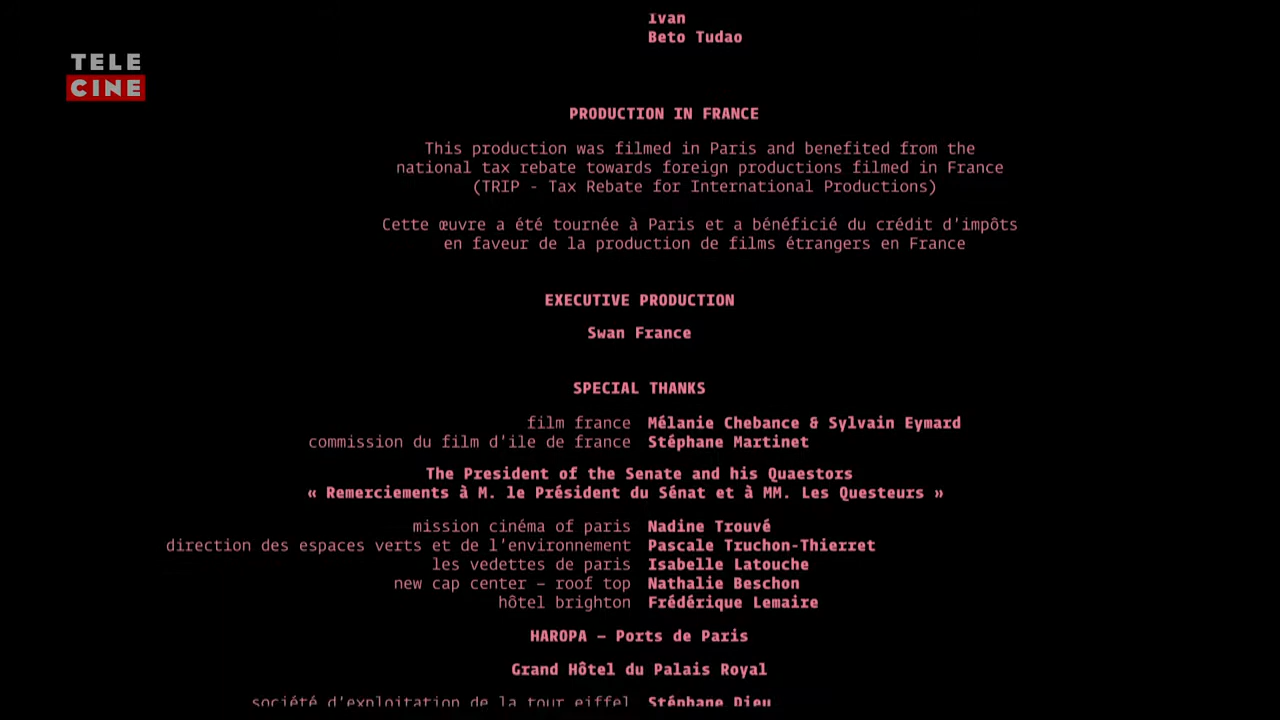 Ivan
Beto Tudao
TELE
CINE
PRODUCTION IN FRANCE
This production was filmed in Paris and benefited from the
national tax rebate towards foreign productions filmed in France
(TRIP - Tax Rebate for International Productions)
Cette œuvre a été tournée à Paris et a bénéficié du crédit d'impôts
en faveur de la production de films étrangers en France
EXECUTIVE PRODUCTION
Swan France
SPECIAL THANKS
film france Mélanie Chebance & Sylvain Eymard
commission du film d'ile de france Stéphane Martinet
The President of the Senate and his Quaestors
« Remerciements à M. le Président du Sénat et à MM. Les Questeurs »
mission cinéma of paris Nadine Trouvé
direction des espaces verts et de l'environnement Pascale Truchon-Thierret
les vedettes de paris Isabelle Latouche
new cap center – roof top Nathalie Beschon
hôtel brighton Frédérique Lemaire
HAROPA – Ports de Paris
Grand Hôtel du Palais Royal
société d'exploitation de la tour eiffel Stéphane Dieu